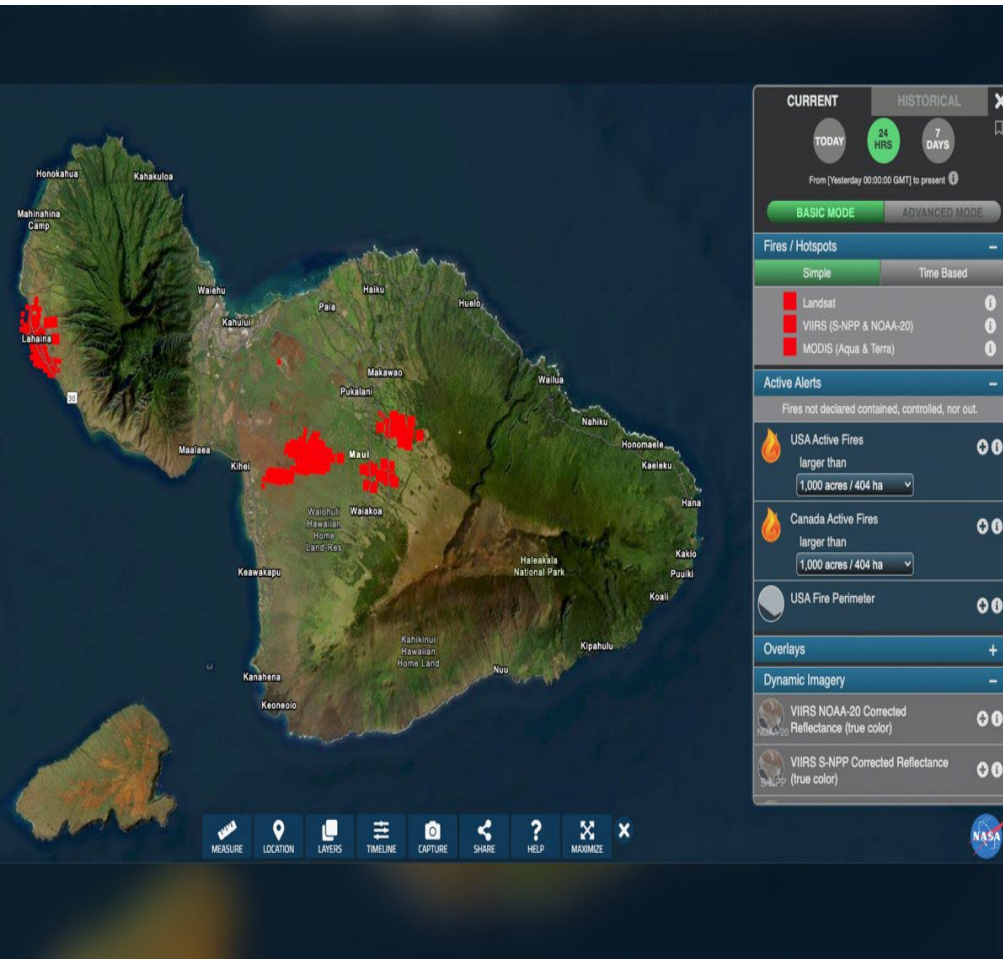 Honokahua
Kahakuloa
Mahinahina
Camp
Lahaina
30
Waiehu
Kahului
Paia
Haiku
Huelo
Makawao
Pukalani
Wailua
Nahiku
Honomaele
Kaeleku
Hana
Maalaea
Kihei
Maui
Waiohuli
Hawaiian
Home
Land-Res
Waiakoa
Keawakapu
Haleakala
National Park
Kakio
Puuiki
Koali
Kipahulu
Kahikinui
Hawaiian
Home Land
Nuu
Kanahena
Keoneoio
MEASURE
LOCATION
LAYERS
TIMELINE
CAPTURE
SHARE
HELP
MAXIMIZE
CURRENT
HISTORICAL
TODAY
24
HRS
7
DAYS
From [Yesterday 00:00:00 GMT] to present
BASIC MODE
ADVANCED MODE
Fires / Hotspots
Simple
Time Based
Landsat
VIIRS (S-NPP & NOAA-20)
MODIS (Aqua & Terra)
Active Alerts
Fires not declared contained, controlled, nor out.
USA Active Fires
larger than
1,000 acres / 404 ha
Canada Active Fires
larger than
1,000 acres / 404 ha
USA Fire Perimeter
Overlays
Dynamic Imagery
VIIRS NOAA-20 Corrected
Reflectance (true color)
NOAA-20
VIIRS S-NPP Corrected Reflectance
(true color)
S-NPP
NASA